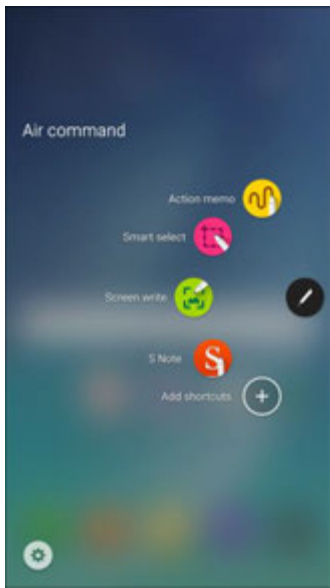 Air command
Action memo
Smart select
Screen write
S Note
Add shortcuts